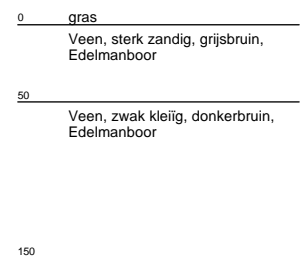 0 gras
Veen, sterk zandig, grijsbruin,
Edelmanboor
50
Veen, zwak kleiïg, donkerbruin,
Edelmanboor
150